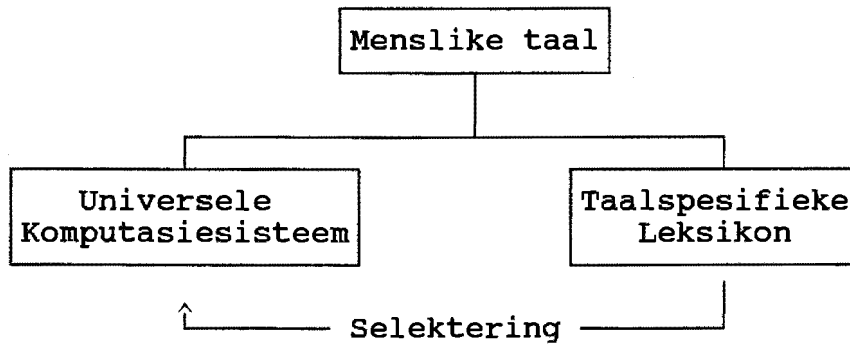 Menslike taal
Universele
Komputasiesisteem
Taalspesifieke
Leksikon
Selektering